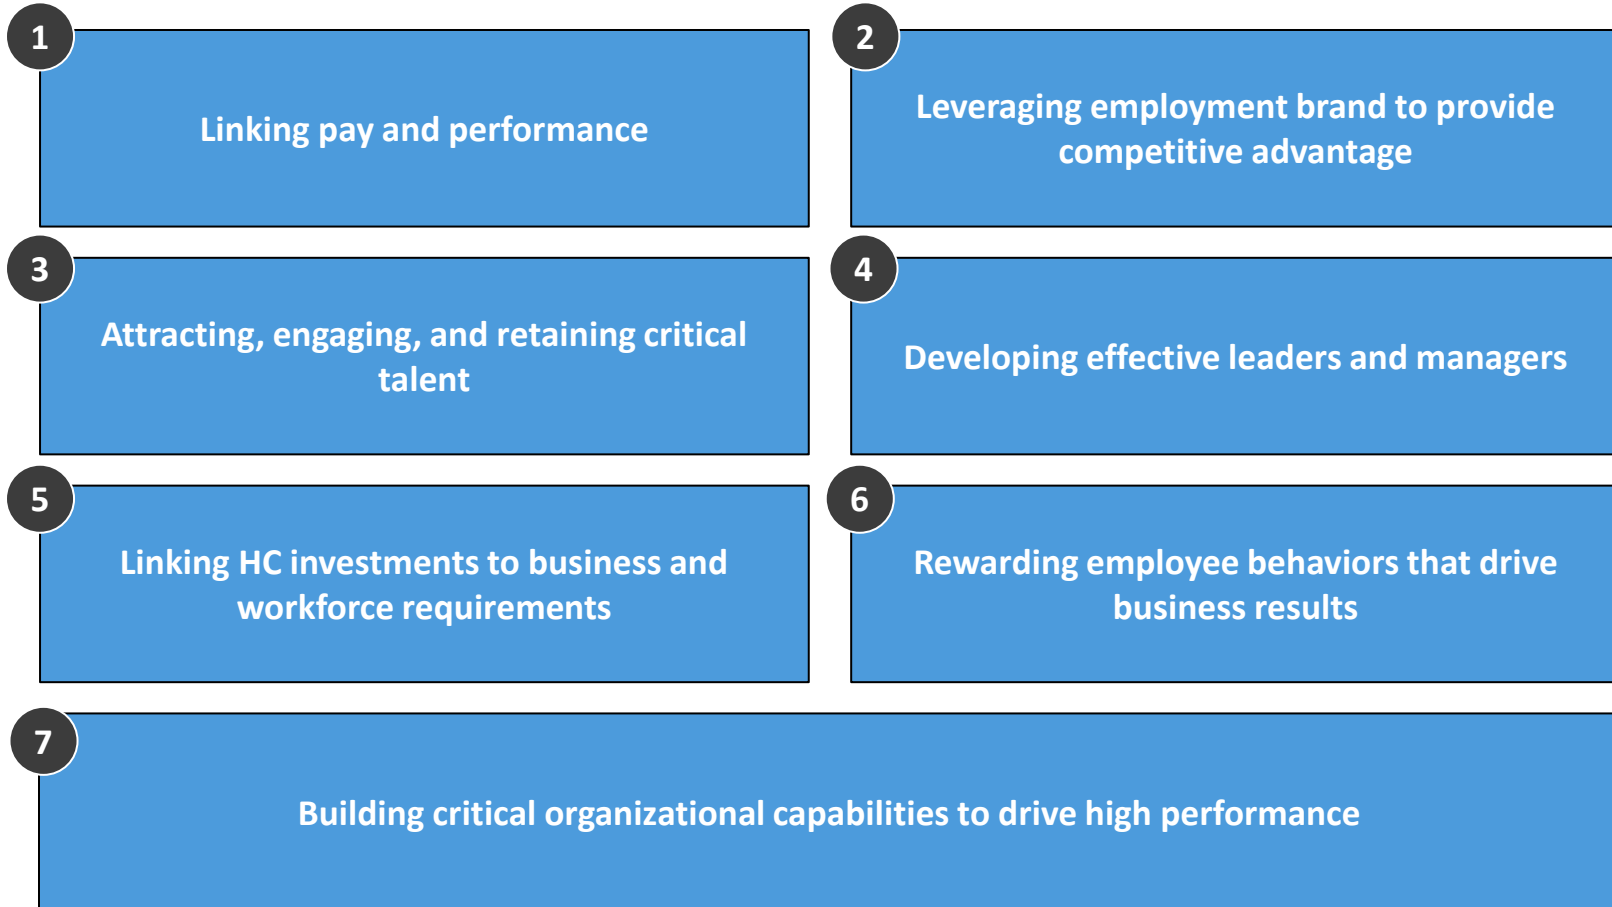 1
Linking pay and performance
2
Leveraging employment brand to provide
competitive advantage
3
Attracting, engaging, and retaining critical
talent
4
Developing effective leaders and managers
5
Linking HC investments to business and
workforce requirements
6
Rewarding employee behaviors that drive
business results
7
Building critical organizational capabilities to drive high performance